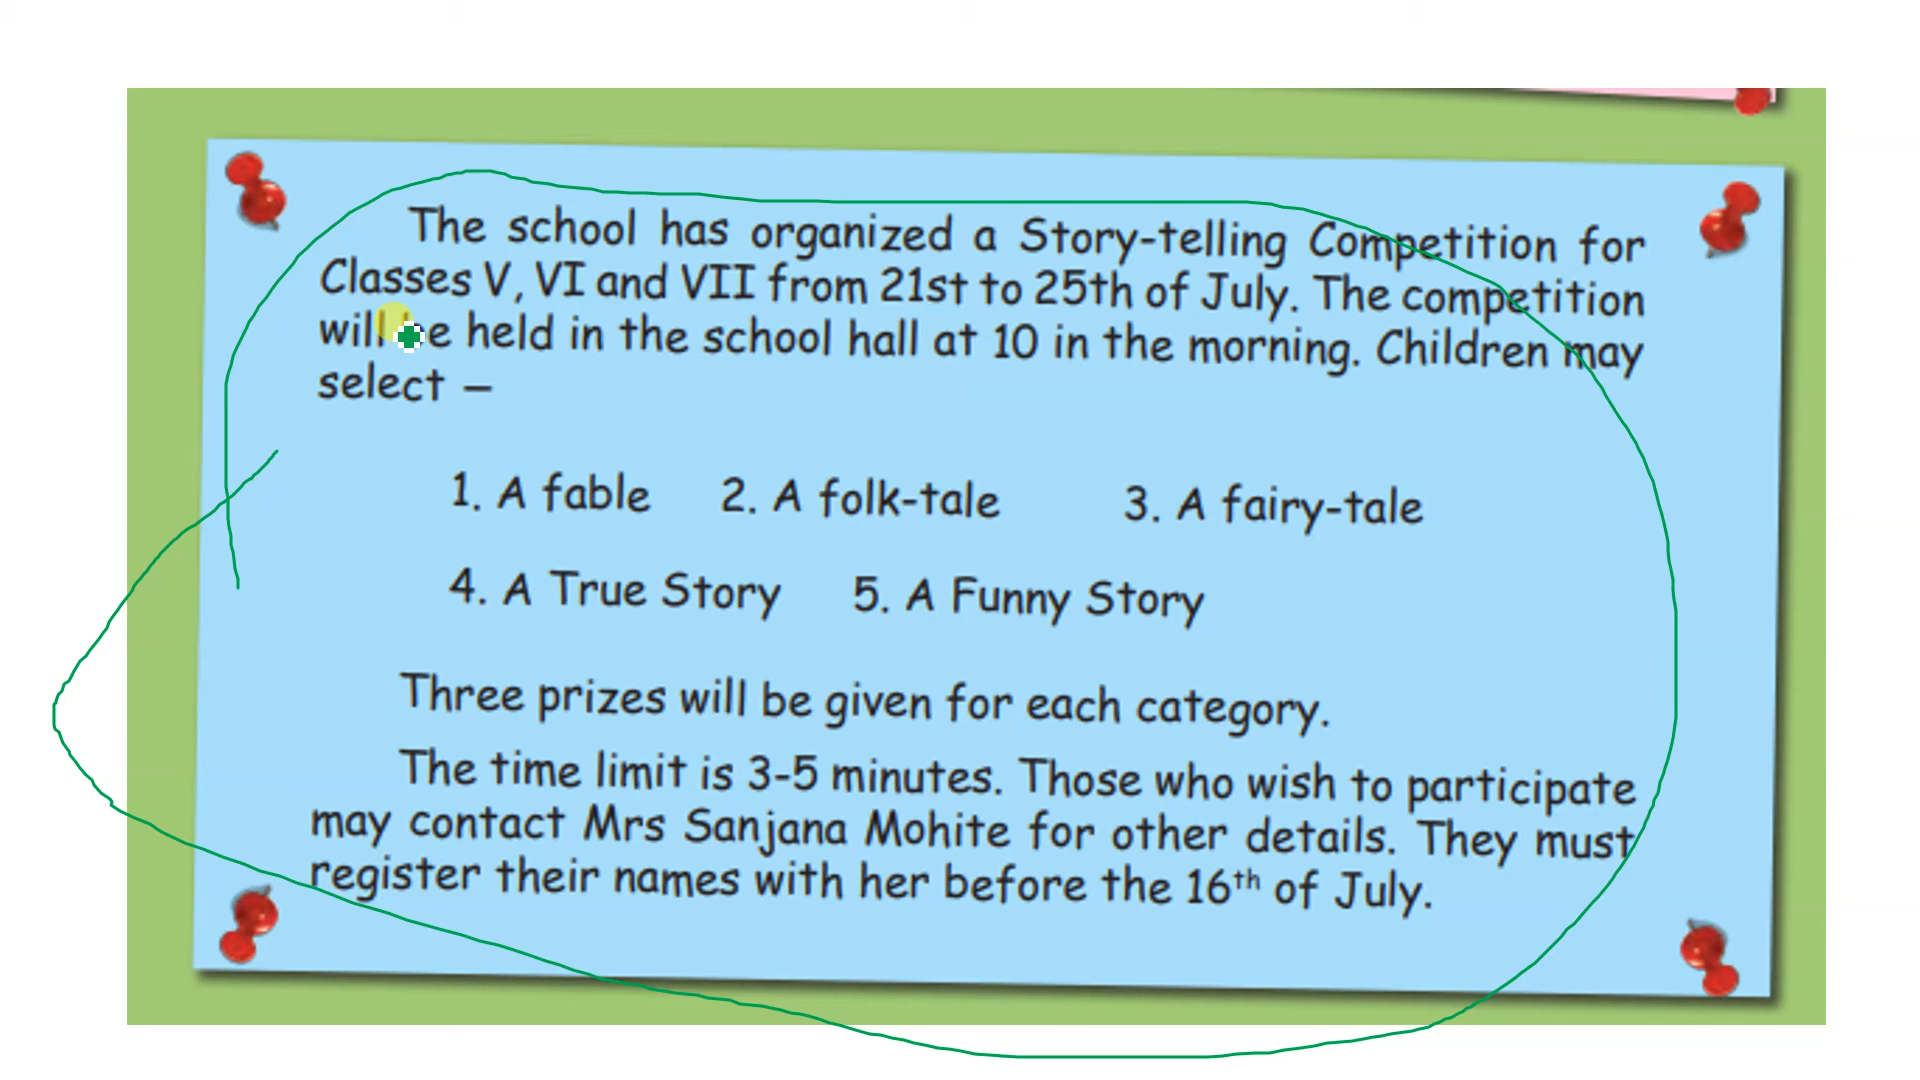 The school has organized a Story-telling Competition for
Classes V, VI and VII from 21st to 25th of July. The competition
will be held in the school hall at 10 in the morning. Children may
select –
1. A fable 2. A folk-tale 3. A fairy-tale
4. A True Story 5. A Funny Story
Three prizes will be given for each category.
The time limit is 3-5 minutes. Those who wish to participate
may contact Mrs Sanjana Mohite for other details. They must
register their names with her before the 16th of July.